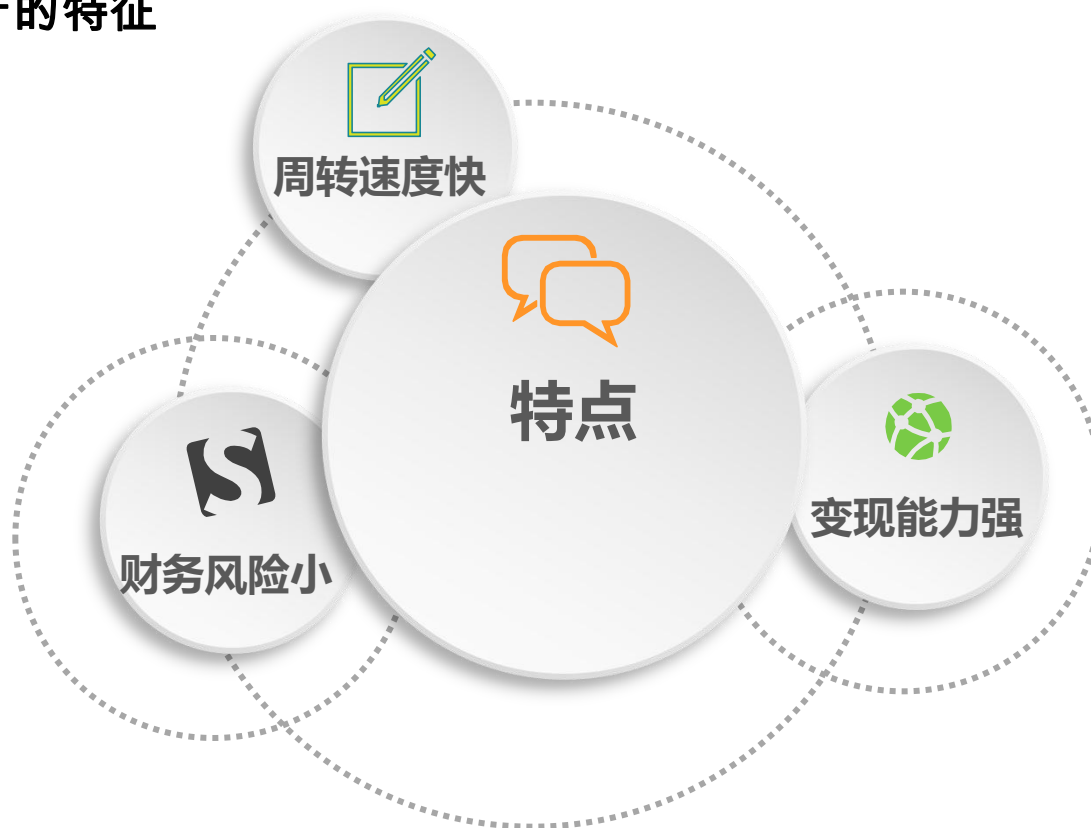 的特征
周转速度快
特点
变现能力强
财务风险小